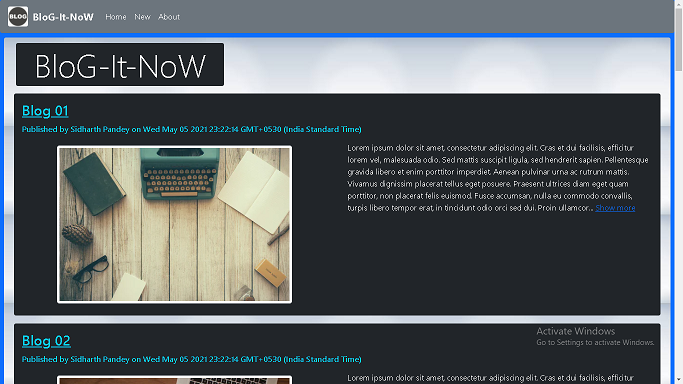 BLOG BloG-It-NoW Home New About
BloG-It-NoW
Blog 01
Published by Sidharth Pandey on Wed May 05 2021 23:22:14 GMT+0530 (India Standard Time)
Lorem ipsum dolor sit amet, consectetur adipiscing elit. Cras et dui facilisis, efficitur
lorem vel, malesuada odio. Sed mattis suscipit ligula, sed hendrerit sapien. Pellentesque
gravida libero et enim porttitor imperdiet. Aenean pulvinar urna ac rutrum mattis.
Vivamus dignissim placerat tellus eget posuere. Praesent ultrices diam eget quam
porttitor, non placerat felis euismod. Fusce accumsan, nulla eu commodo convallis,
turpis libero tempor erat, in tincidunt odio orci sed dui. Proin ullamcor... Show more
Blog 02
Published by Sidharth Pandey on Wed May 05 2021 23:22:14 GMT+0530 (India Standard Time)
Lorem ipsum dolor sit amet, consectetur adipiscing elit. Cras et dui facilisis, efficitur
Activate Windows
Go to Settings to activate Windows.